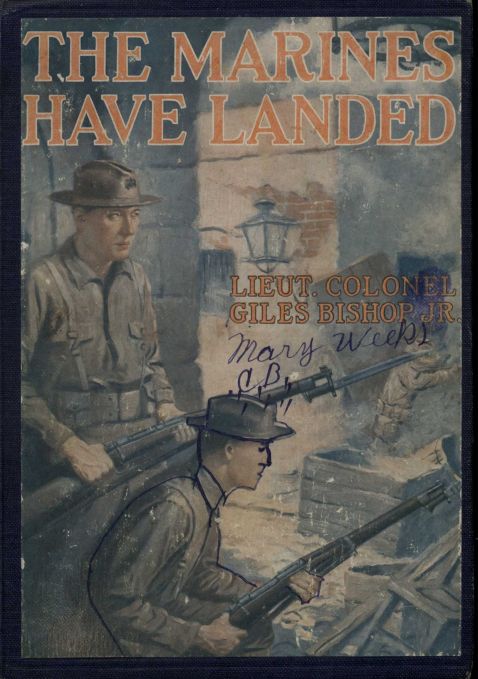 THE MARINES
HAVE LANDED
LIEUT. COLONEL
GILES BISHOP, JR.
Mary Weeks
"C, B,"